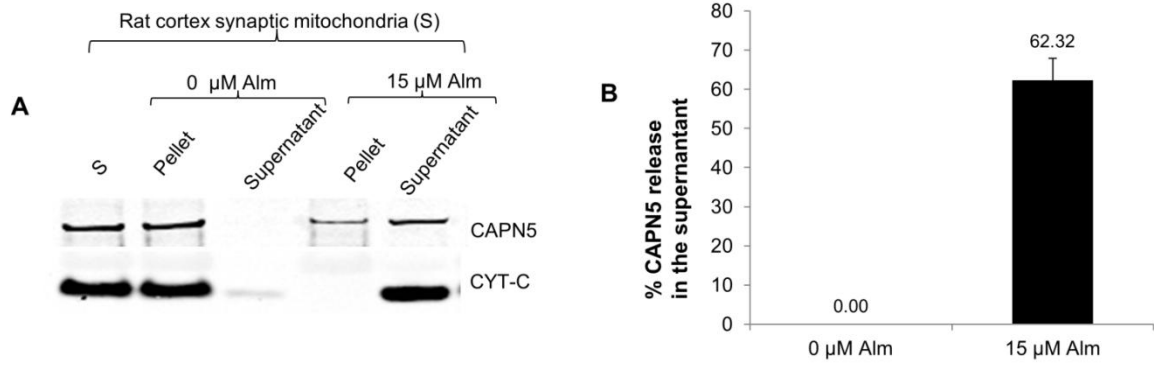 Rat cortex synaptic mitochondria (S)
0 µM Alm
15 µM Alm
A
S
Pellet
Supernatant
Pellet
Supernatant
CAPN5
CYT-C
B
% CAPN5 release
in the supernantant
80
70
60
50
40
30
20
10
0
0.00
62.32
0 µM Alm
15 µM Alm